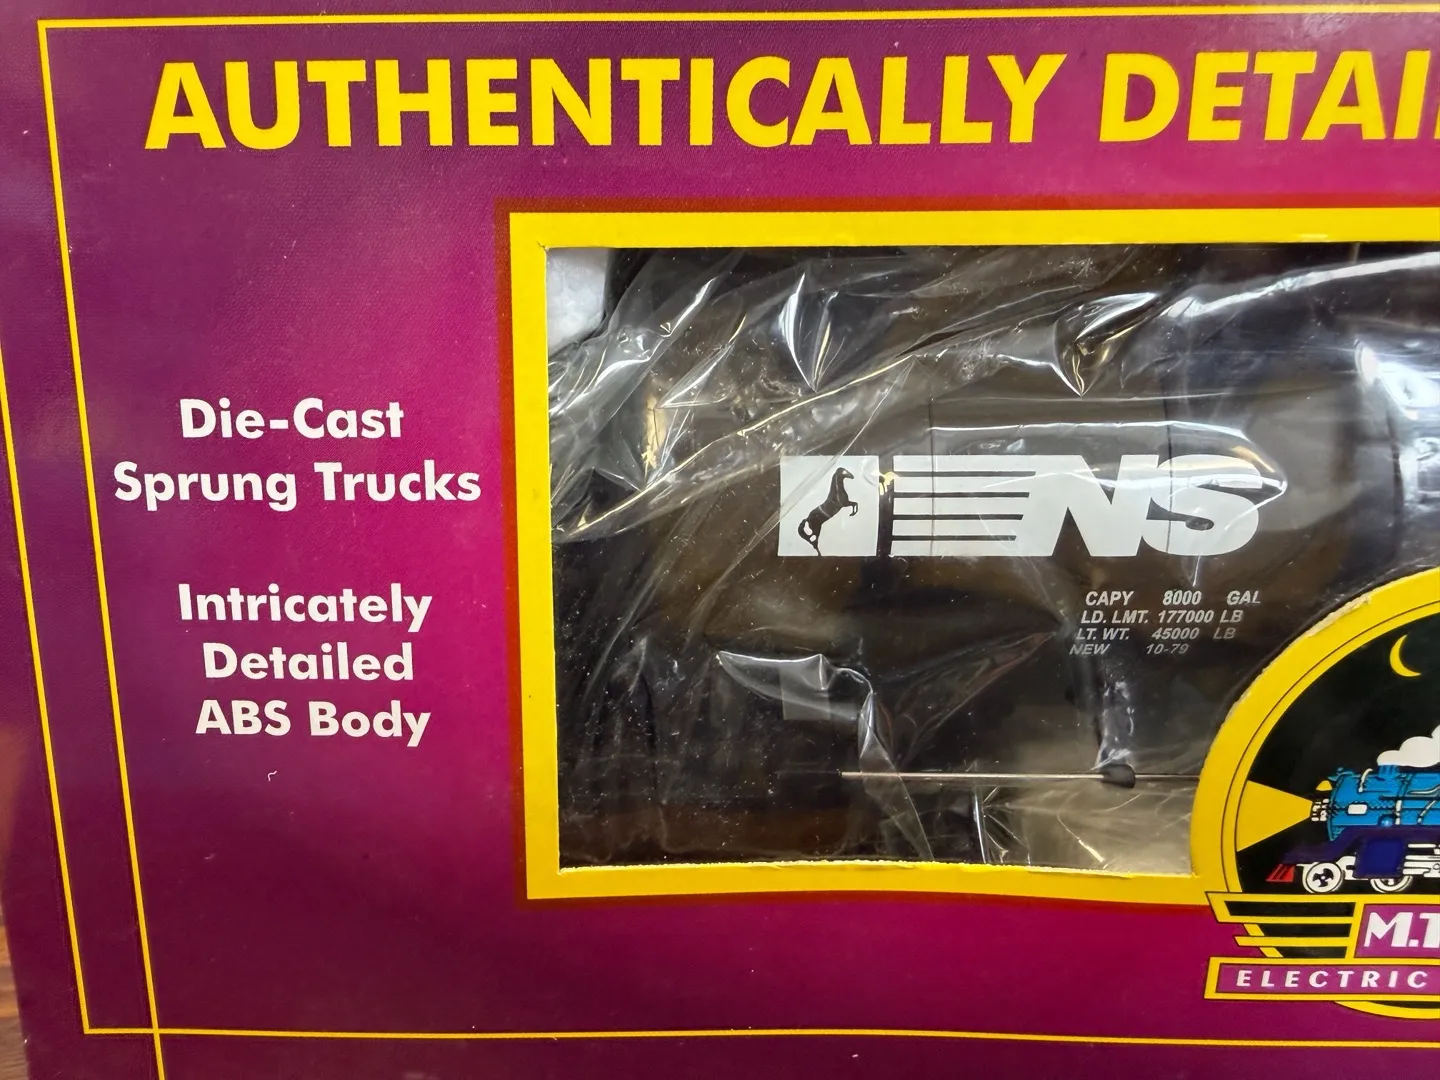 AUTHENTICALLY DETAI
Die-Cast
Sprung Trucks
Intricately
Detailed
ABS Body
NS
CAPY 8000 GAL
LD. LMT. 177000 LB
LT. WT. 45000 LB
NEW 10-79
M.T
ELECTRIC